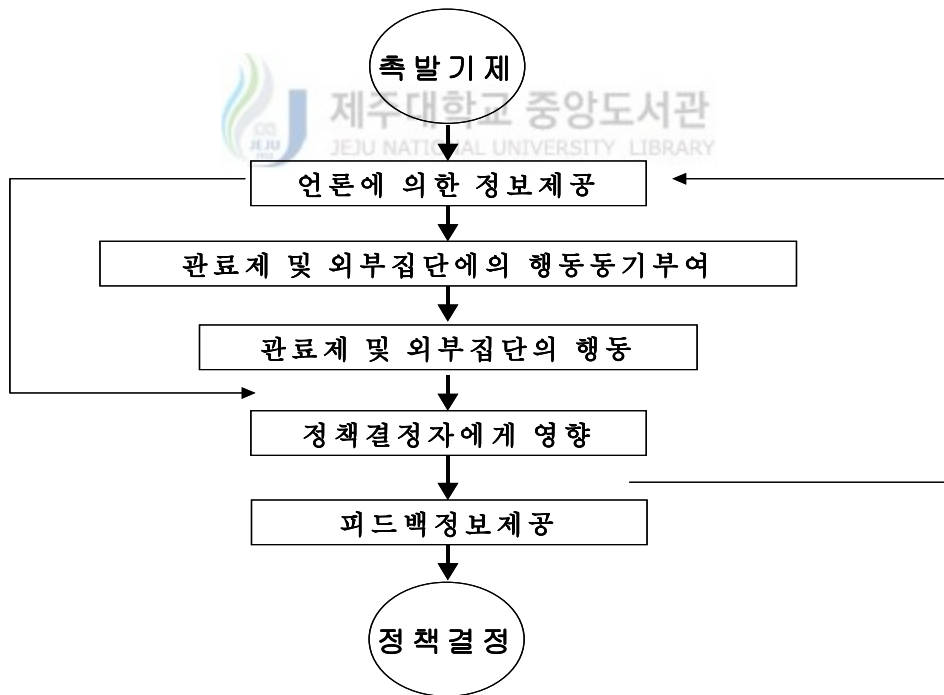 촉발기제
제주대학교 중앙도서관
JEJU NATIONAL UNIVERSITY LIBRARY
언론에 의한 정보제공
관료제 및 외부집단에의 행동동기부여
관료제 및 외부집단의 행동
정책결정자에게 영향
피드백정보제공
정책결정